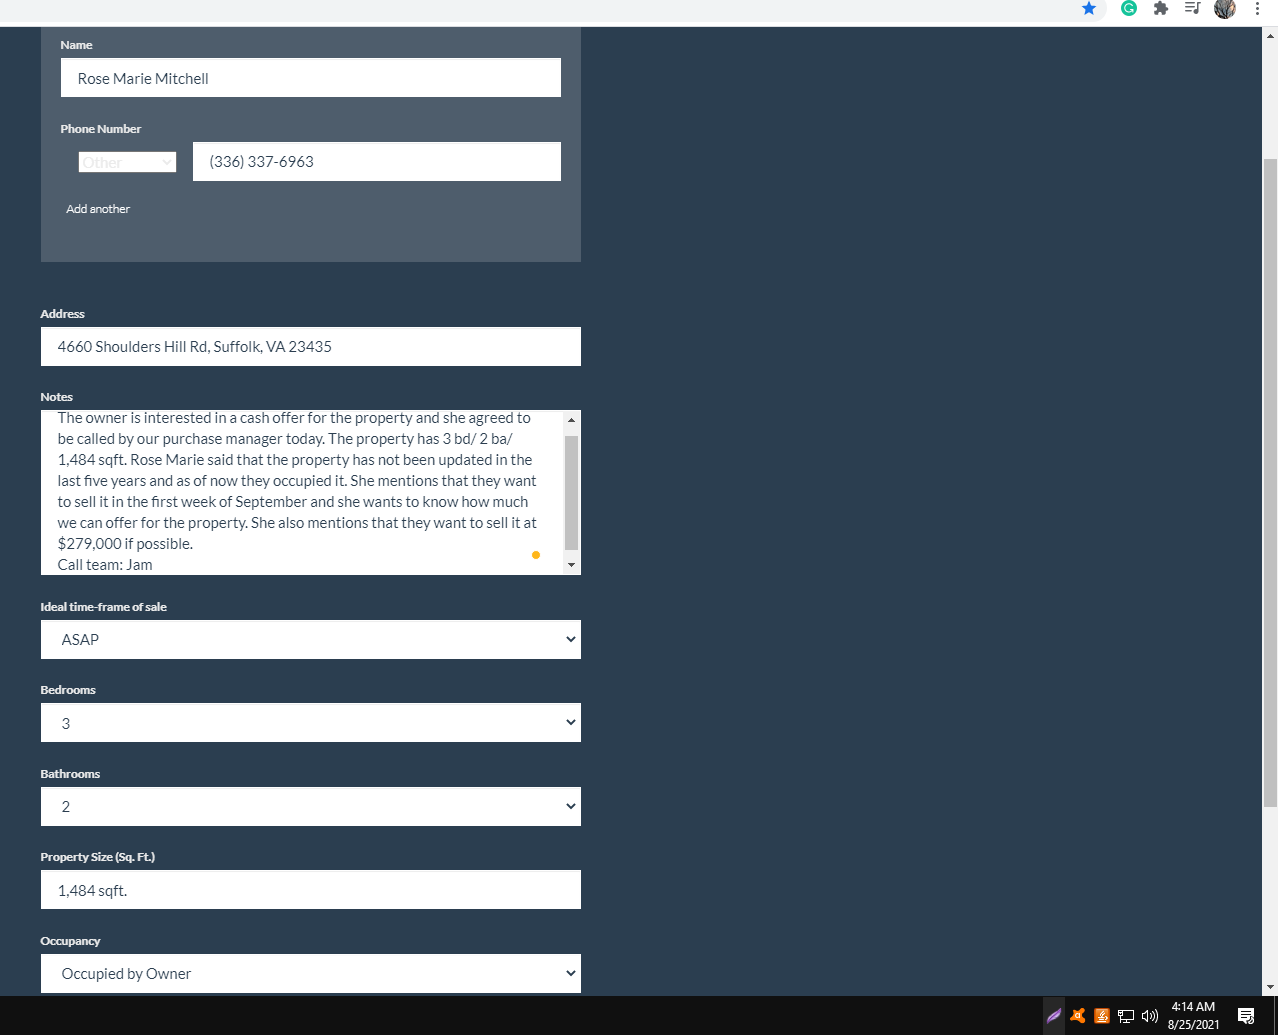 Name
Rose Marie Mitchell
Phone Number
Other
(336) 337-6963
Add another
Address
4660 Shoulders Hill Rd, Suffolk, VA 23435
Notes
The owner is interested in a cash offer for the property and she agreed to
be called by our purchase manager today. The property has 3 bd/ 2 ba/
1,484 sqft. Rose Marie said that the property has not been updated in the
last five years and as of now they occupied it. She mentions that they want
to sell it in the first week of September and she wants to know how much
we can offer for the property. She also mentions that they want to sell it at
$279,000 if possible.
Call team: Jam
Ideal time-frame of sale
ASAP
Bedrooms
3
Bathrooms
2
Property Size (Sq. Ft.)
1,484 sqft.
Occupancy
Occupied by Owner
4:14 AM
8/25/2021